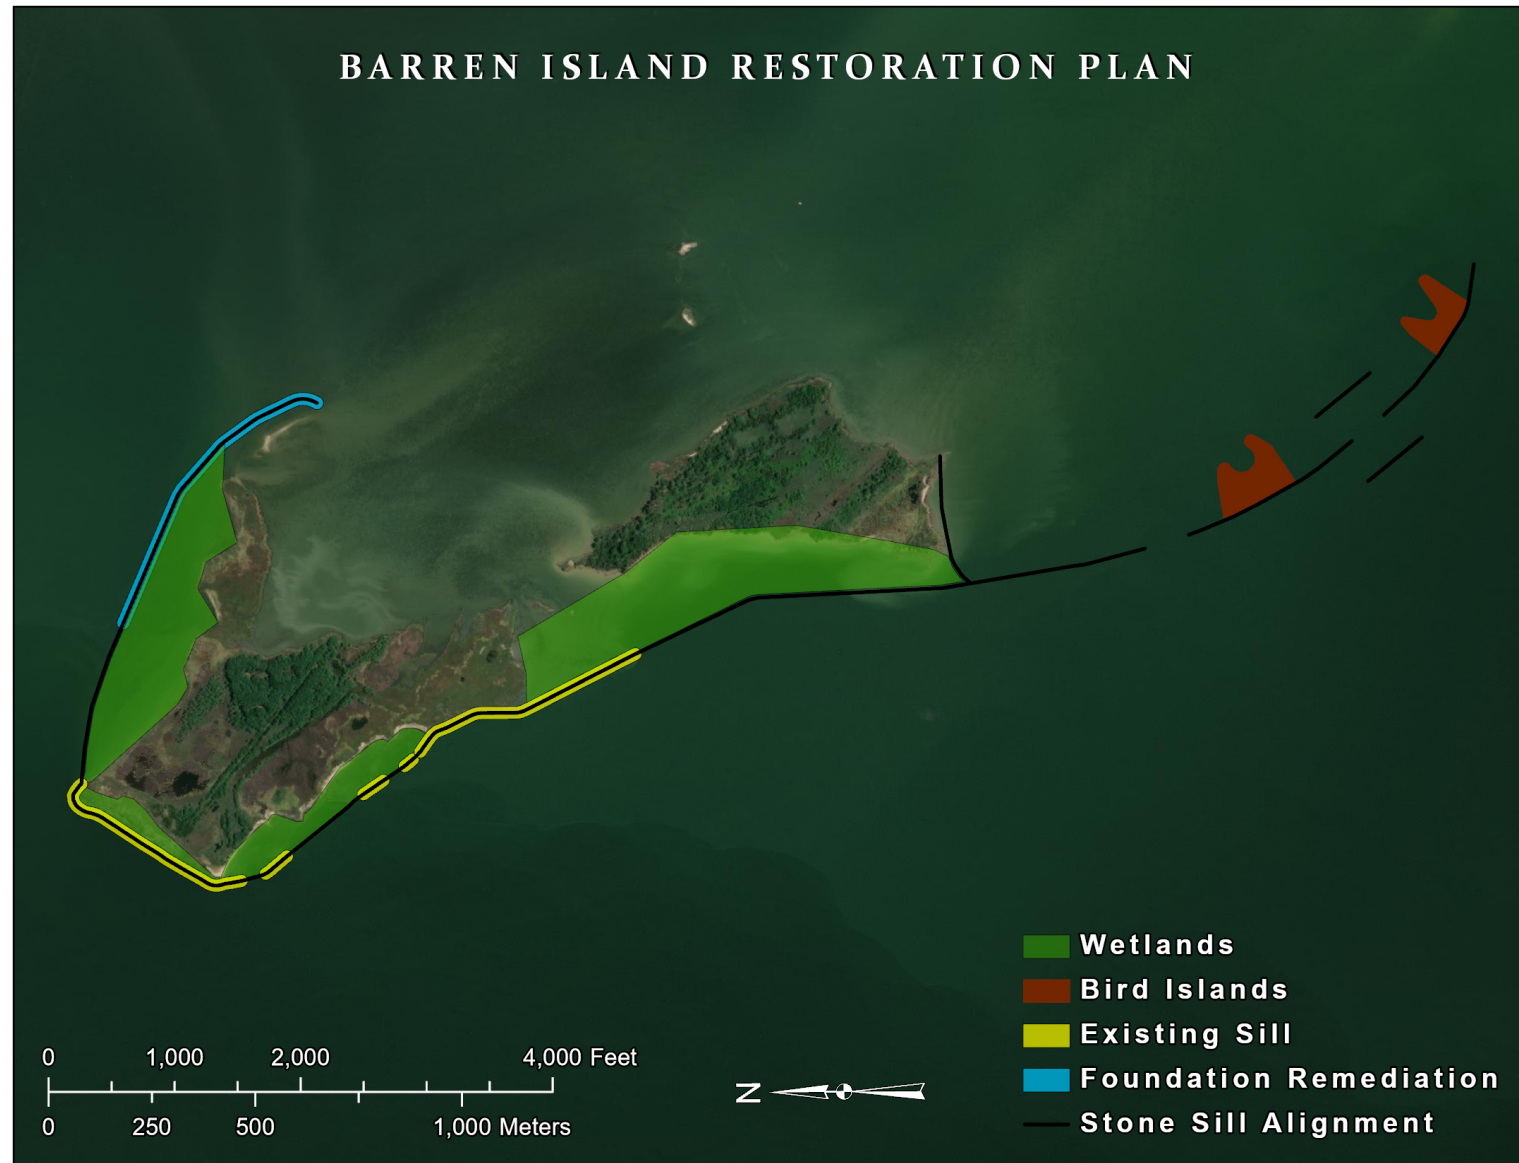 BARREN ISLAND RESTORATION PLAN
Wetlands
Bird Islands
Existing Sill
Foundation Remediation
Stone Sill Alignment
0 1,000 2,000 4,000 Feet
0 250 500 1,000 Meters
N